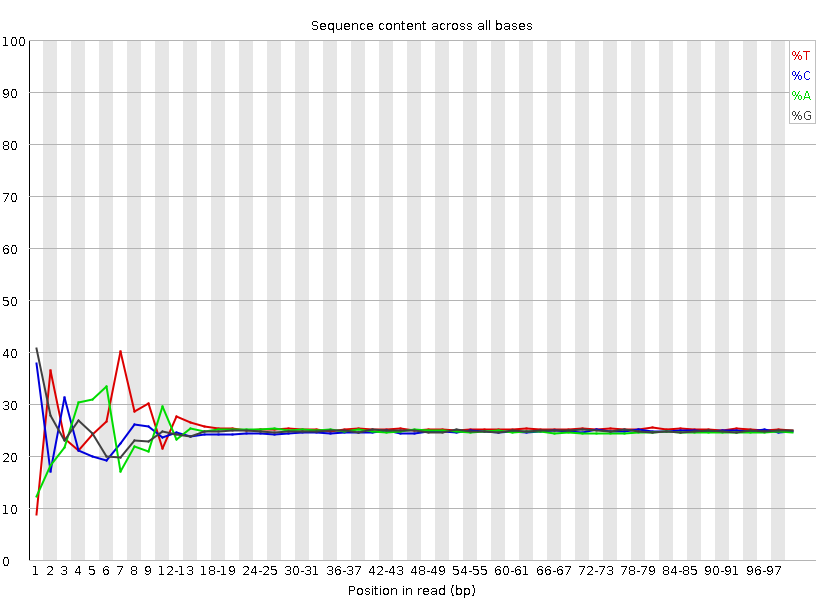 Sequence content across all bases
100
90
80
70
60
50
40
30
20
10
0
%T
%C
%A
%G
1 2 3 4 5 6 7 8 9 12-13 18-19 24-25 30-31 36-37 42-43 48-49 54-55 60-61 66-67 72-73 78-79 84-85 90-91 96-97
Position in read (bp)